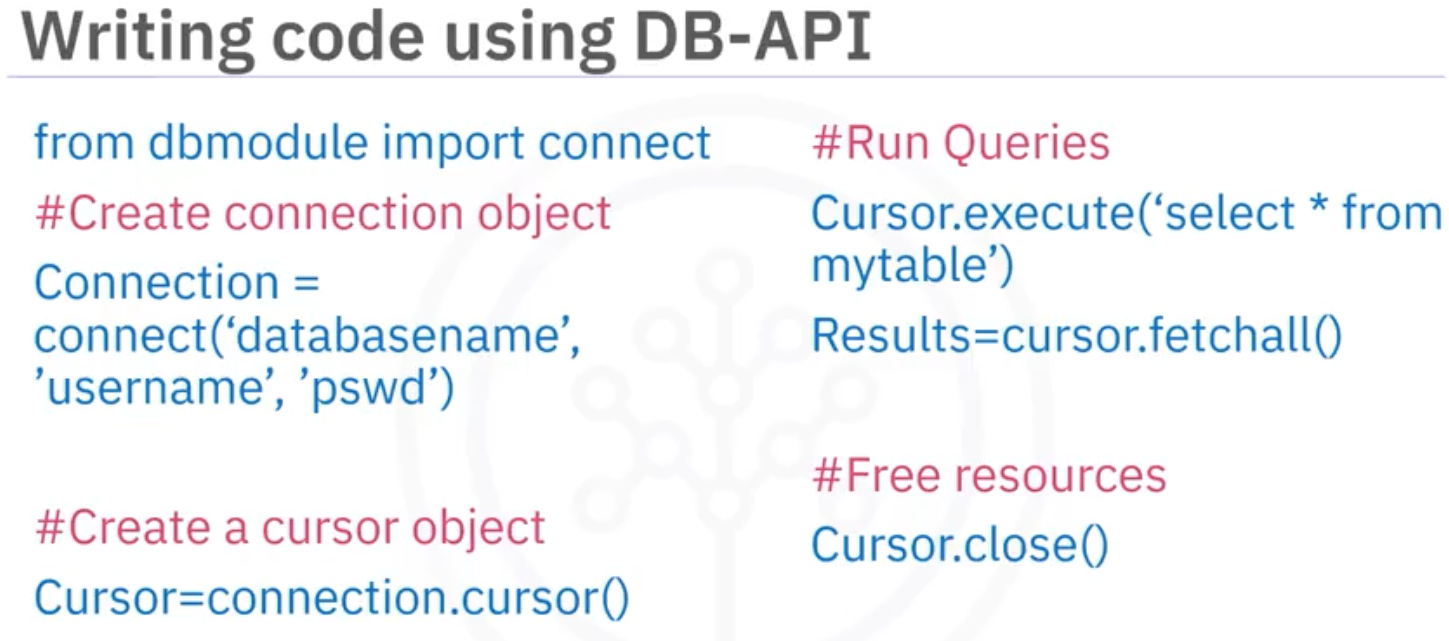 Writing code using DB-API
from dbmodule import connect
#Create connection object
Connection =
connect(‘databasename’,
’username’, ’pswd’)
#Create a cursor object
Cursor=connection.cursor()
#Run Queries
Cursor.execute(‘select * from
mytable’)
Results=cursor.fetchall()
#Free resources
Cursor.close()